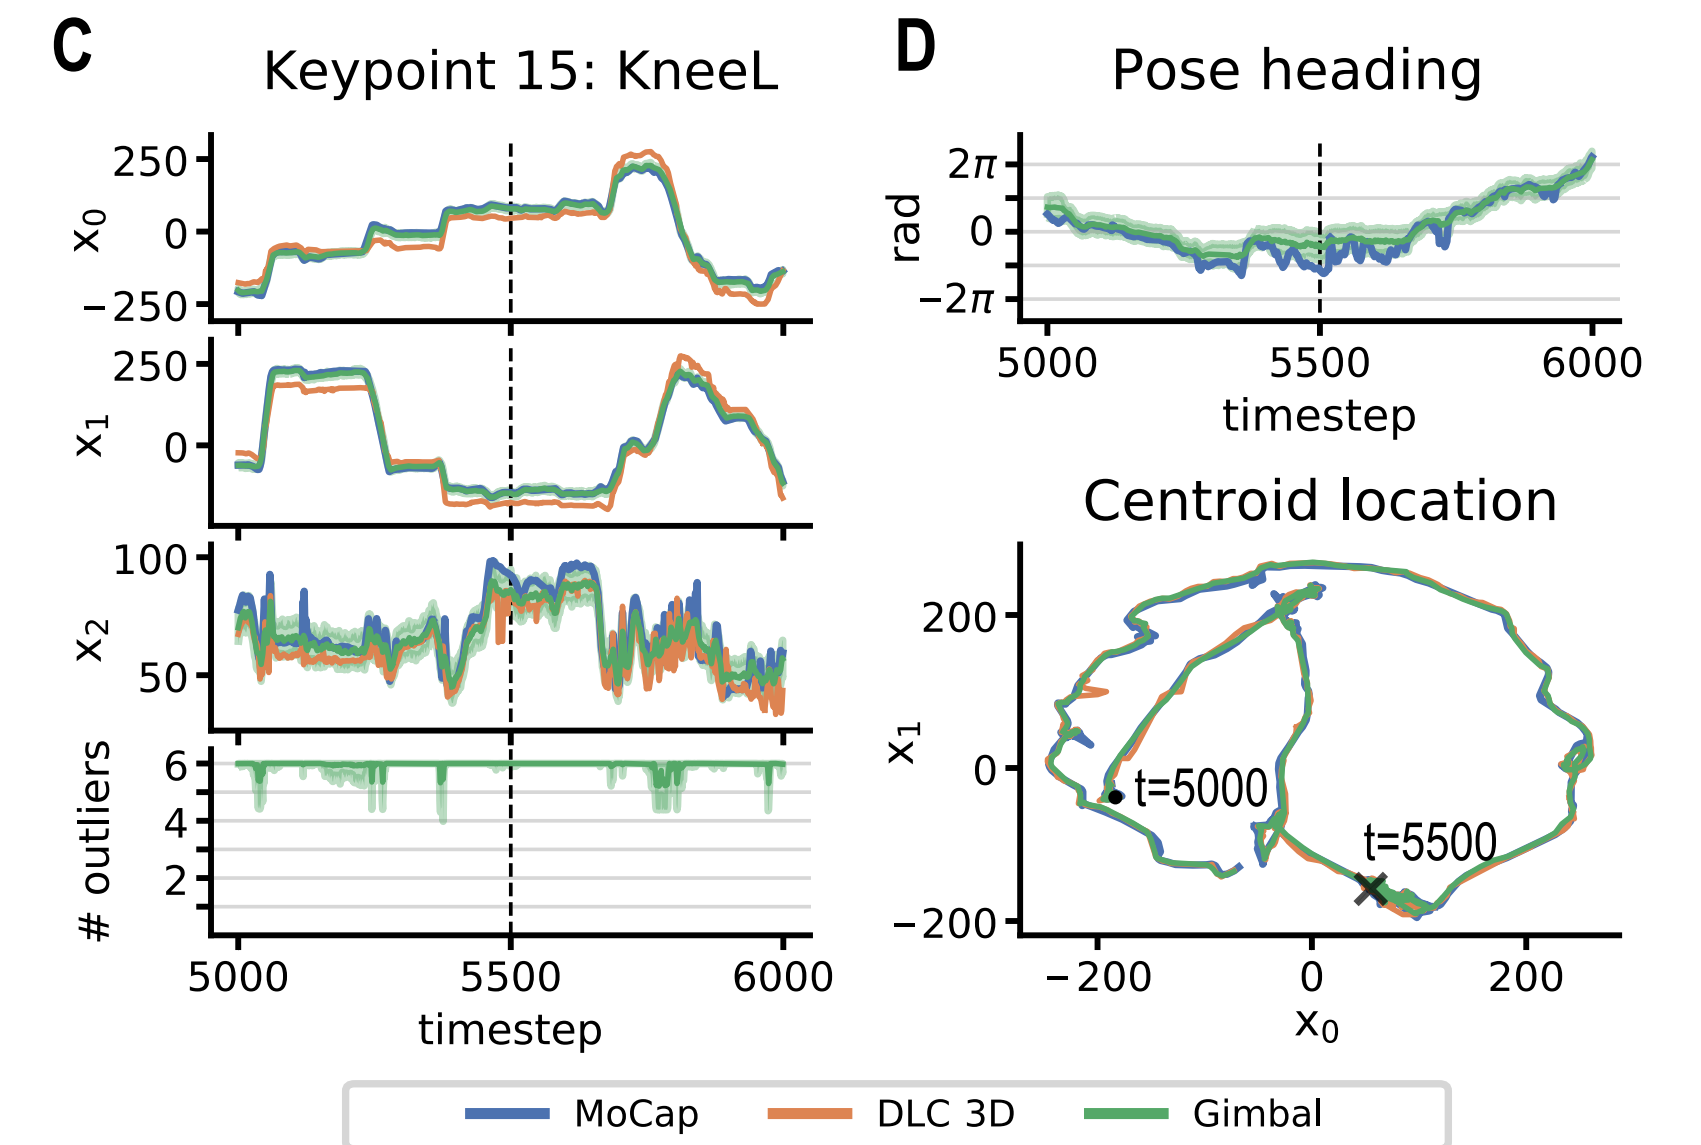 C
Keypoint 15: KneeL
x0
250
0
−250
x1
250
0
x2
100
50
# outliers
6
4
2
5000 5500 6000
timestep
D
Pose heading
rad
2π
0
−2π
5000 5500 6000
timestep
Centroid location
x1
200
0
−200
t=5000
t=5500
−200 0 200
x0
MoCap DLC 3D Gimbal